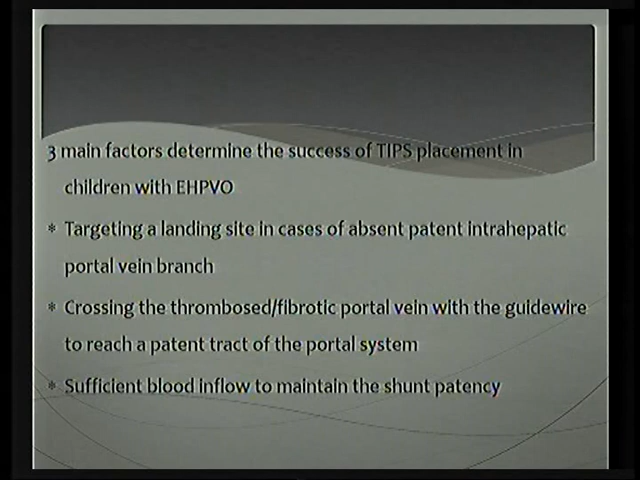 3 main factors determine the success of TIPS placement in
children with EHPVO
* Targeting a landing site in cases of absent patent intrahepatic
portal vein branch
* Crossing the thrombosed/fibrotic portal vein with the guidewire
to reach a patent tract of the portal system
* Sufficient blood inflow to maintain the shunt patency